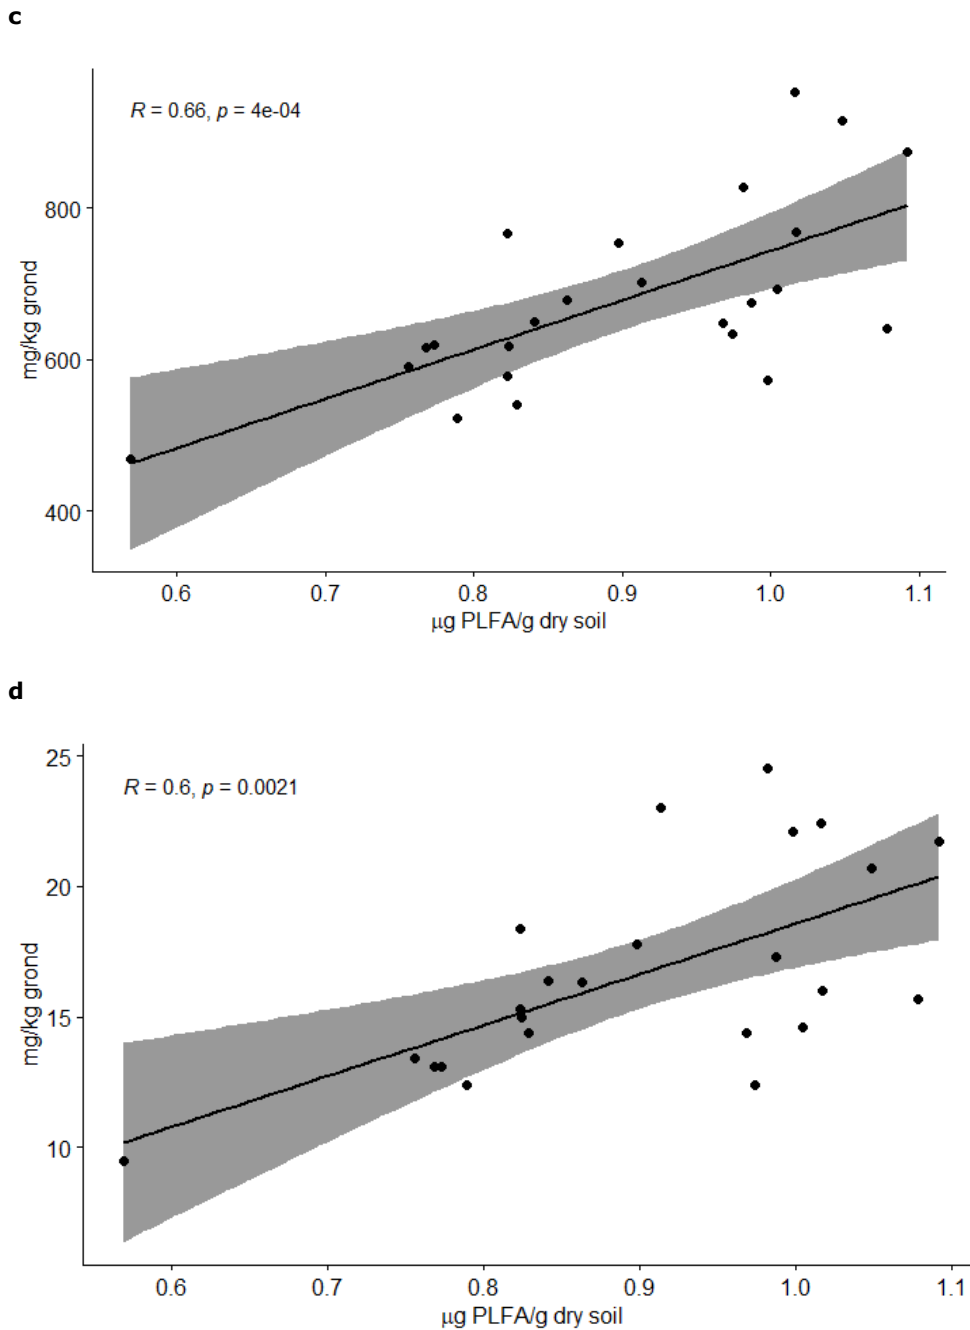 c
R = 0.66, p = 4e-04
mg/kg grond
800
600
400
0.6 0.7 0.8 0.9 1.0 1.1
μg PLFA/g dry soil
d
R = 0.6, p = 0.0021
mg/kg grond
25
20
15
10
0.6 0.7 0.8 0.9 1.0 1.1
μg PLFA/g dry soil